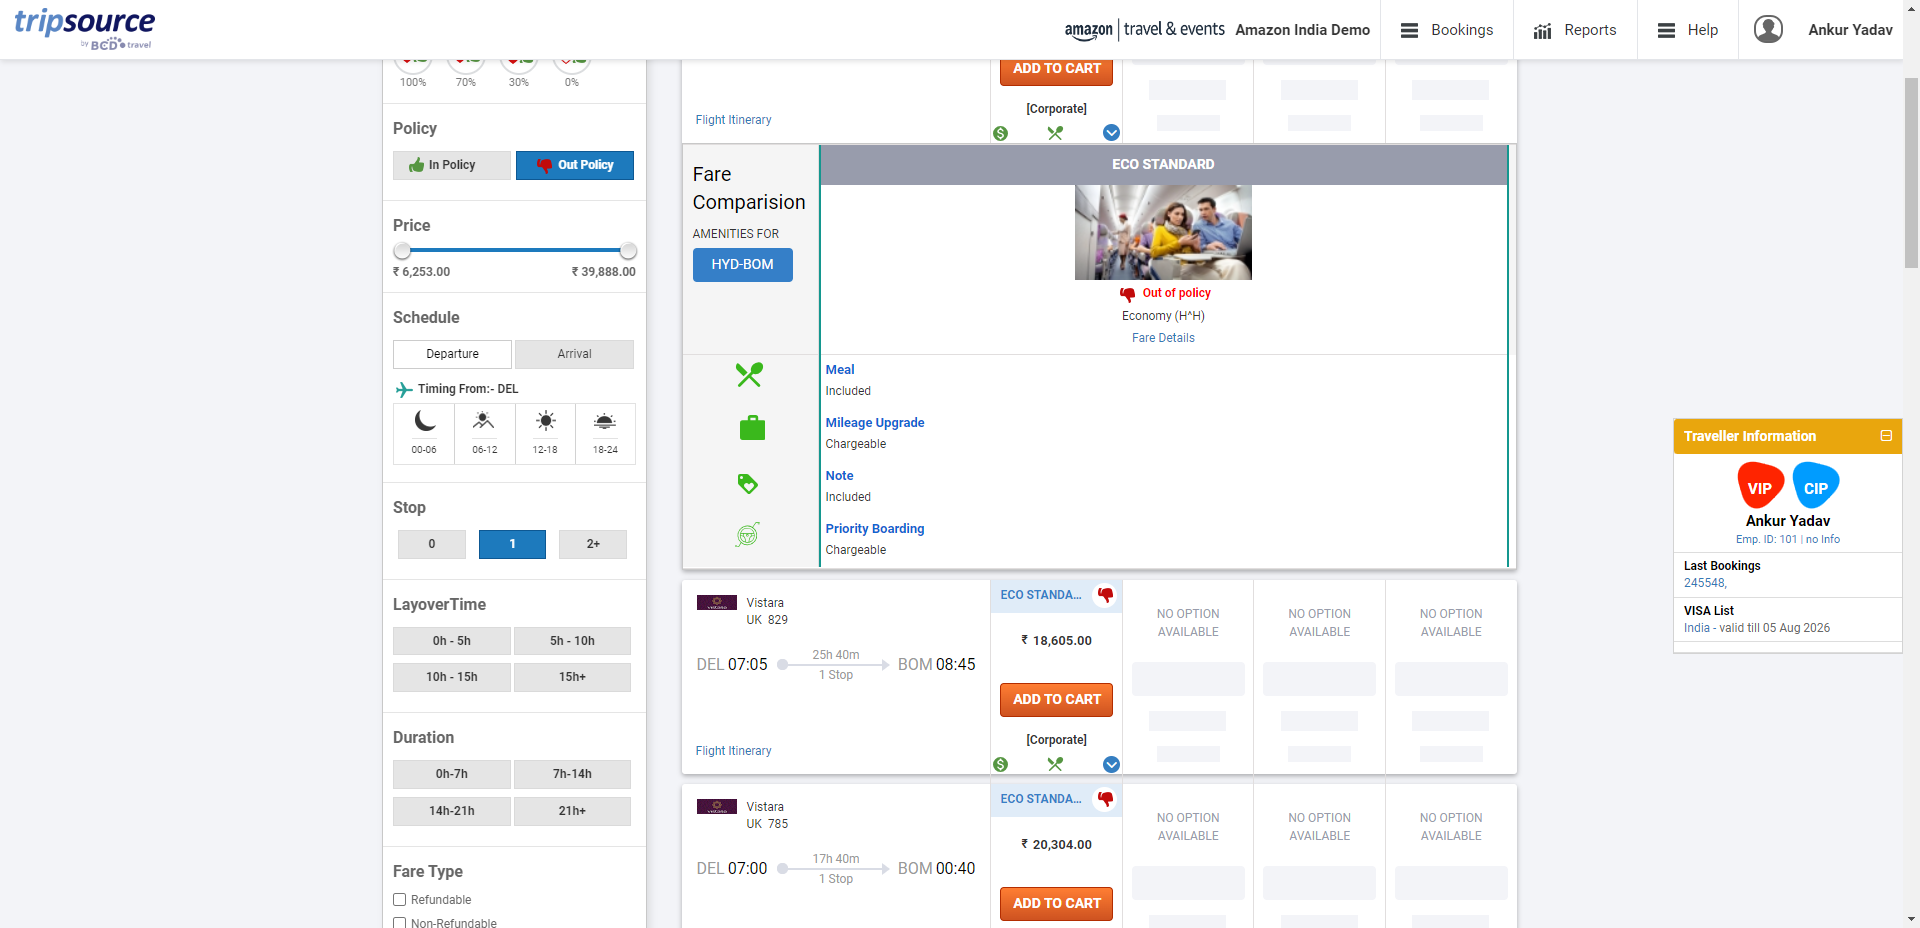 tripsource
by BCD travel
amazon travel & events
Amazon India Demo
Bookings
Reports
Help
Ankur Yadav
100%
70%
30%
0%
Policy
In Policy
Out Policy
Price
₹ 6,253.00
₹ 39,888.00
Schedule
Departure
Arrival
Timing From:- DEL
00-06
06-12
12-18
18-24
Stop
0
1
2+
LayoverTime
0h - 5h
5h - 10h
10h - 15h
15h+
Duration
0h-7h
7h-14h
14h-21h
21h+
Fare Type
Refundable
Non-Refundable
ADD TO CART
[Corporate]
Flight Itinerary
Fare
Comparision
AMENITIES FOR
HYD-BOM
ECO STANDARD
Out of policy
Economy (H^H)
Fare Details
Meal
Included
Mileage Upgrade
Chargeable
Note
Included
Priority Boarding
Chargeable
Vistara
UK 829
DEL 07:05
25h 40m
1 Stop
BOM 08:45
Flight Itinerary
ECO STANDA...
₹ 18,605.00
ADD TO CART
[Corporate]
NO OPTION
AVAILABLE
NO OPTION
AVAILABLE
NO OPTION
AVAILABLE
Vistara
UK 785
DEL 07:00
17h 40m
1 Stop
BOM 00:40
ECO STANDA...
₹ 20,304.00
ADD TO CART
NO OPTION
AVAILABLE
NO OPTION
AVAILABLE
NO OPTION
AVAILABLE
Traveller Information
VIP
CIP
Ankur Yadav
Emp. ID: 101 | no Info
Last Bookings
245548,
VISA List
India - valid till 05 Aug 2026